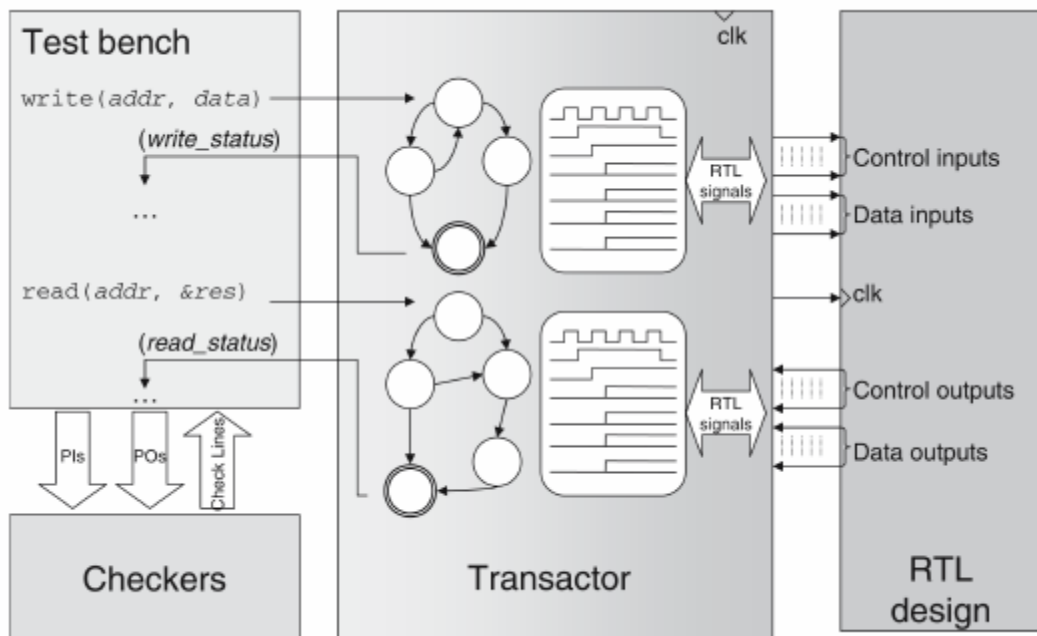 Test bench
write(addr, data)
(write_status)
...
read(addr, &res)
(read_status)
...
PIs
POs
Check Lines
Checkers
clk
RTL
signals
RTL
signals
Transactor
Control inputs
Data inputs
clk
Control outputs
Data outputs
RTL
design